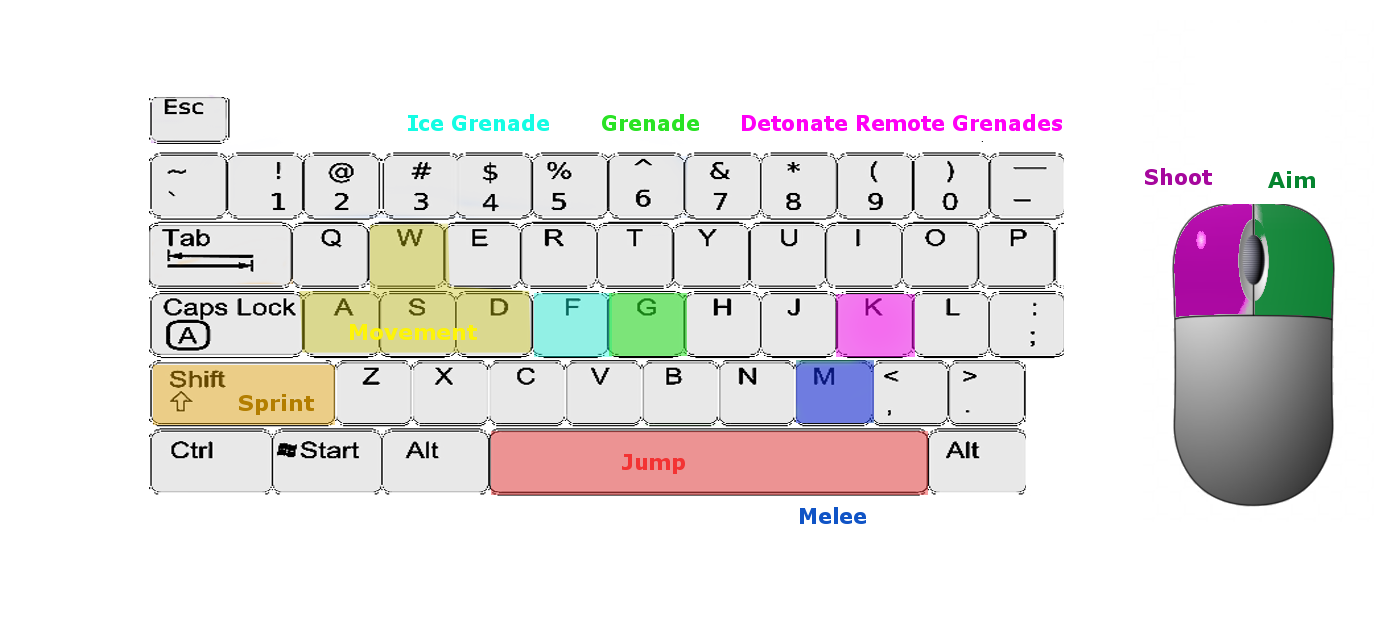 Esc
Ice Grenade Grenade Detonate Remote Grenades
~ ! @ # $ % ^ & * ( ) —
` 1 2 3 4 5 6 7 8 9 0 –
Shoot Aim
Tab Q W E R T Y U I O P
Caps Lock A S D F G H J K L :
A Movement ;
Shift Z X C V B N M < >
Sprint , .
Ctrl Start Alt Jump Alt
Melee